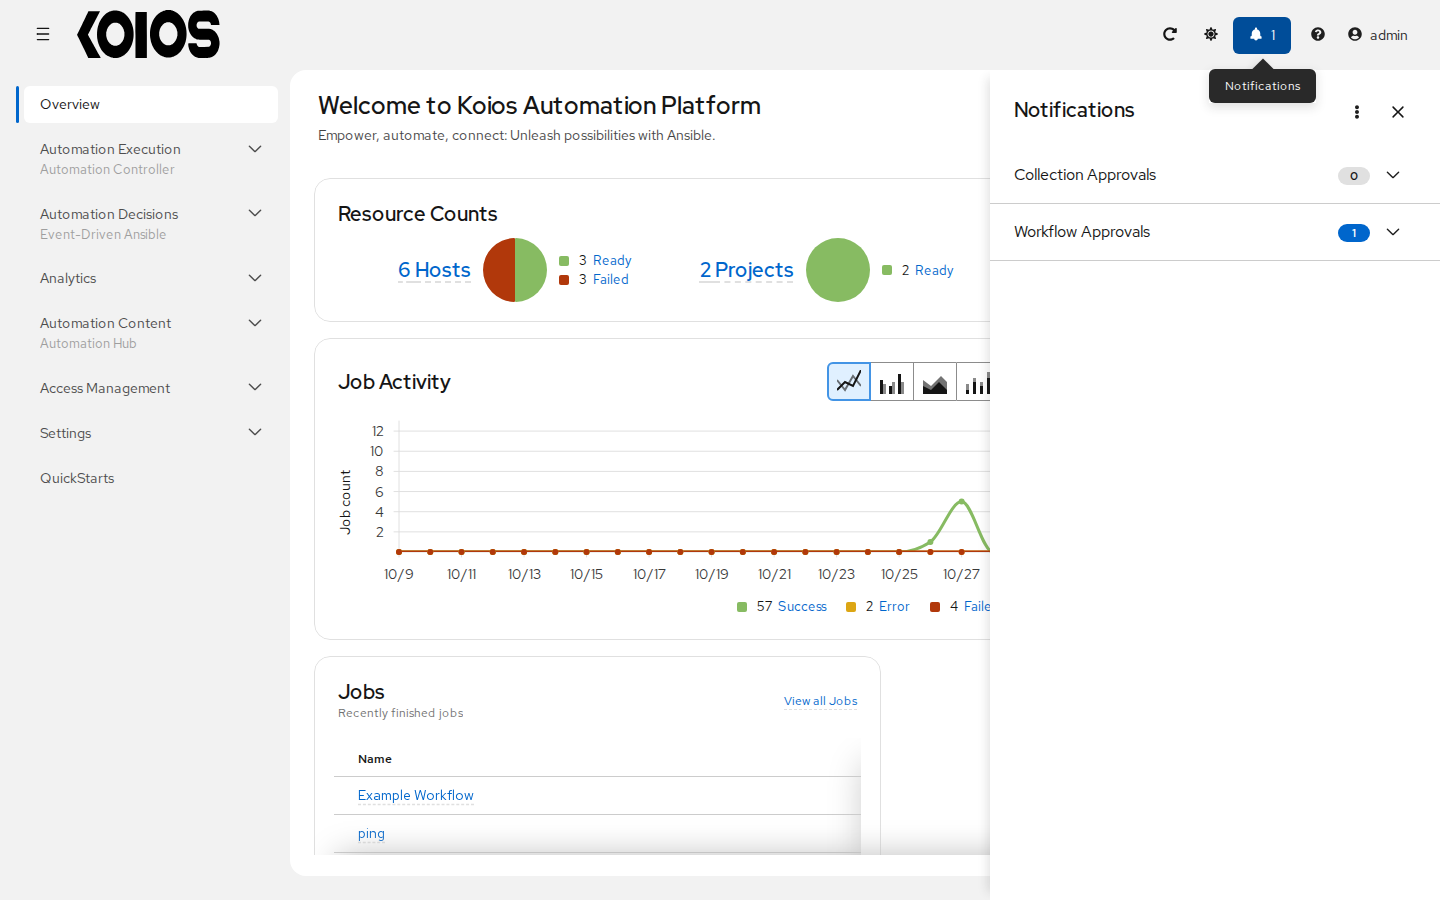 KOIOS
1
admin
Notifications
Overview
Automation Execution
Automation Controller
Automation Decisions
Event-Driven Ansible
Analytics
Automation Content
Automation Hub
Access Management
Settings
QuickStarts
Welcome to Koios Automation Platform
Empower, automate, connect: Unleash possibilities with Ansible.
Resource Counts
6 Hosts
3 Ready
3 Failed
2 Projects
2 Ready
Job Activity
Job count
12
10
8
6
4
2
10/9 10/11 10/13 10/15 10/17 10/19 10/21 10/23 10/25 10/27
57 Success 2 Error 4 Faile
Jobs
Recently finished jobs
View all Jobs
Name
Example Workflow
ping
Notifications
Collection Approvals 0
Workflow Approvals 1